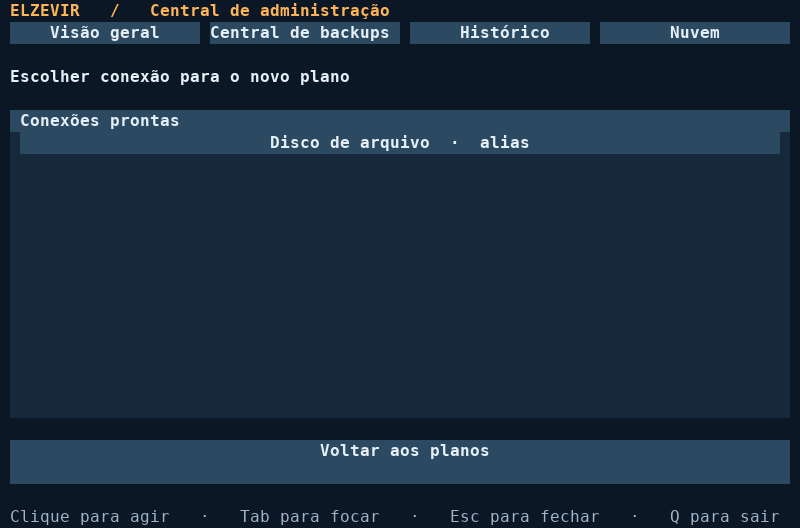 ELZEVIR / Central de administração
Visão geral Central de backups Histórico Nuvem
Escolher conexão para o novo plano
Conexões prontas
Disco de arquivo · alias
Voltar aos planos
Clique para agir · Tab para focar · Esc para fechar · Q para sair